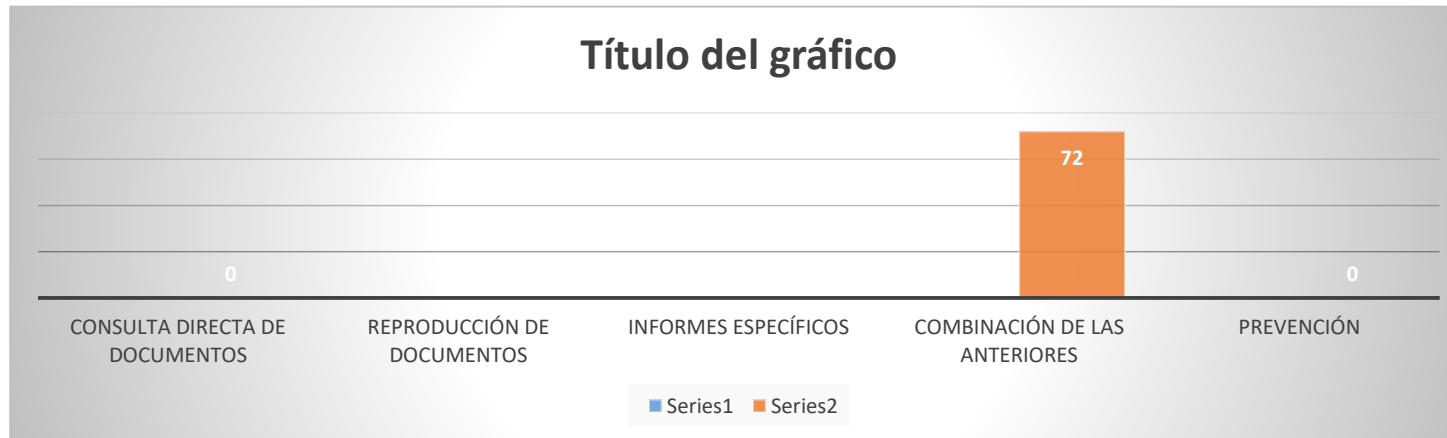 Título del gráfico
72
0
0
CONSULTA DIRECTA DE
DOCUMENTOS
REPRODUCCIÓN DE
DOCUMENTOS
INFORMES ESPECÍFICOS
COMBINACIÓN DE LAS
ANTERIORES
PREVENCIÓN
Series1
Series2